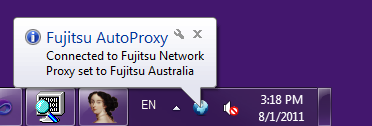 Fujitsu AutoProxy
Connected to Fujitsu Network
Proxy set to Fujitsu Australia
EN
3:18 PM
8/1/2011